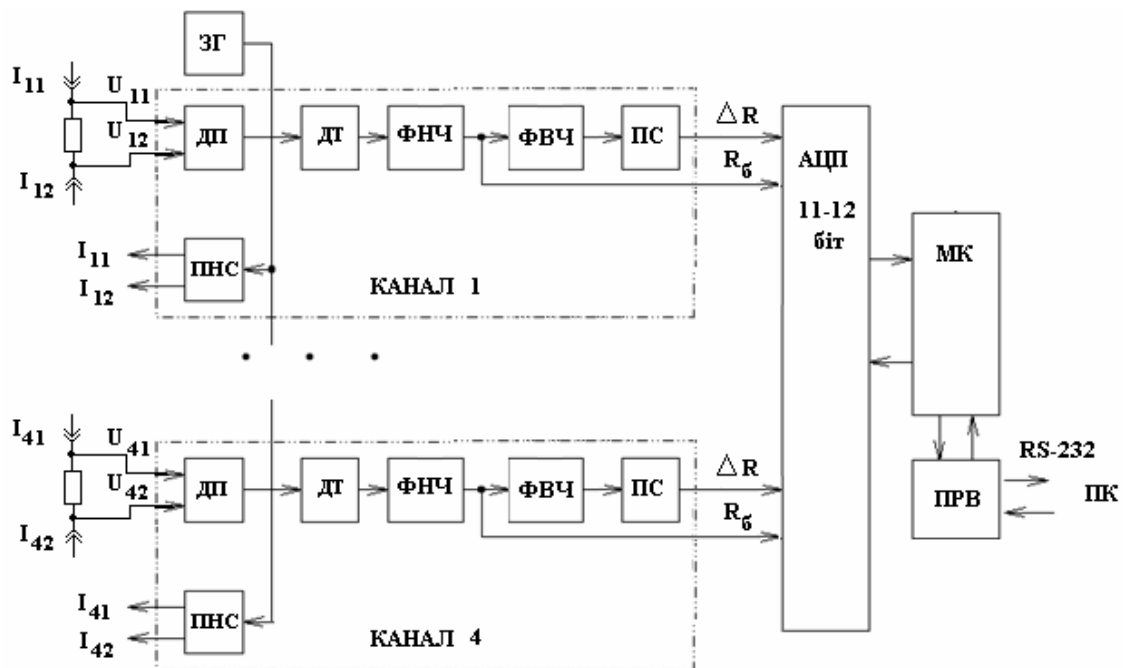 ЗГ
I11
U11
U12
I12
ДП
ДТ
ФНЧ
ФВЧ
ПС
△R
Rб
I11
I12
ПНС
КАНАЛ 1
АЦП
11-12
біт
МК
. . .
I41
U41
U42
I42
ДП
ДТ
ФНЧ
ФВЧ
ПС
△R
Rб
RS-232
ПРВ
ПК
I41
I42
ПНС
КАНАЛ 4